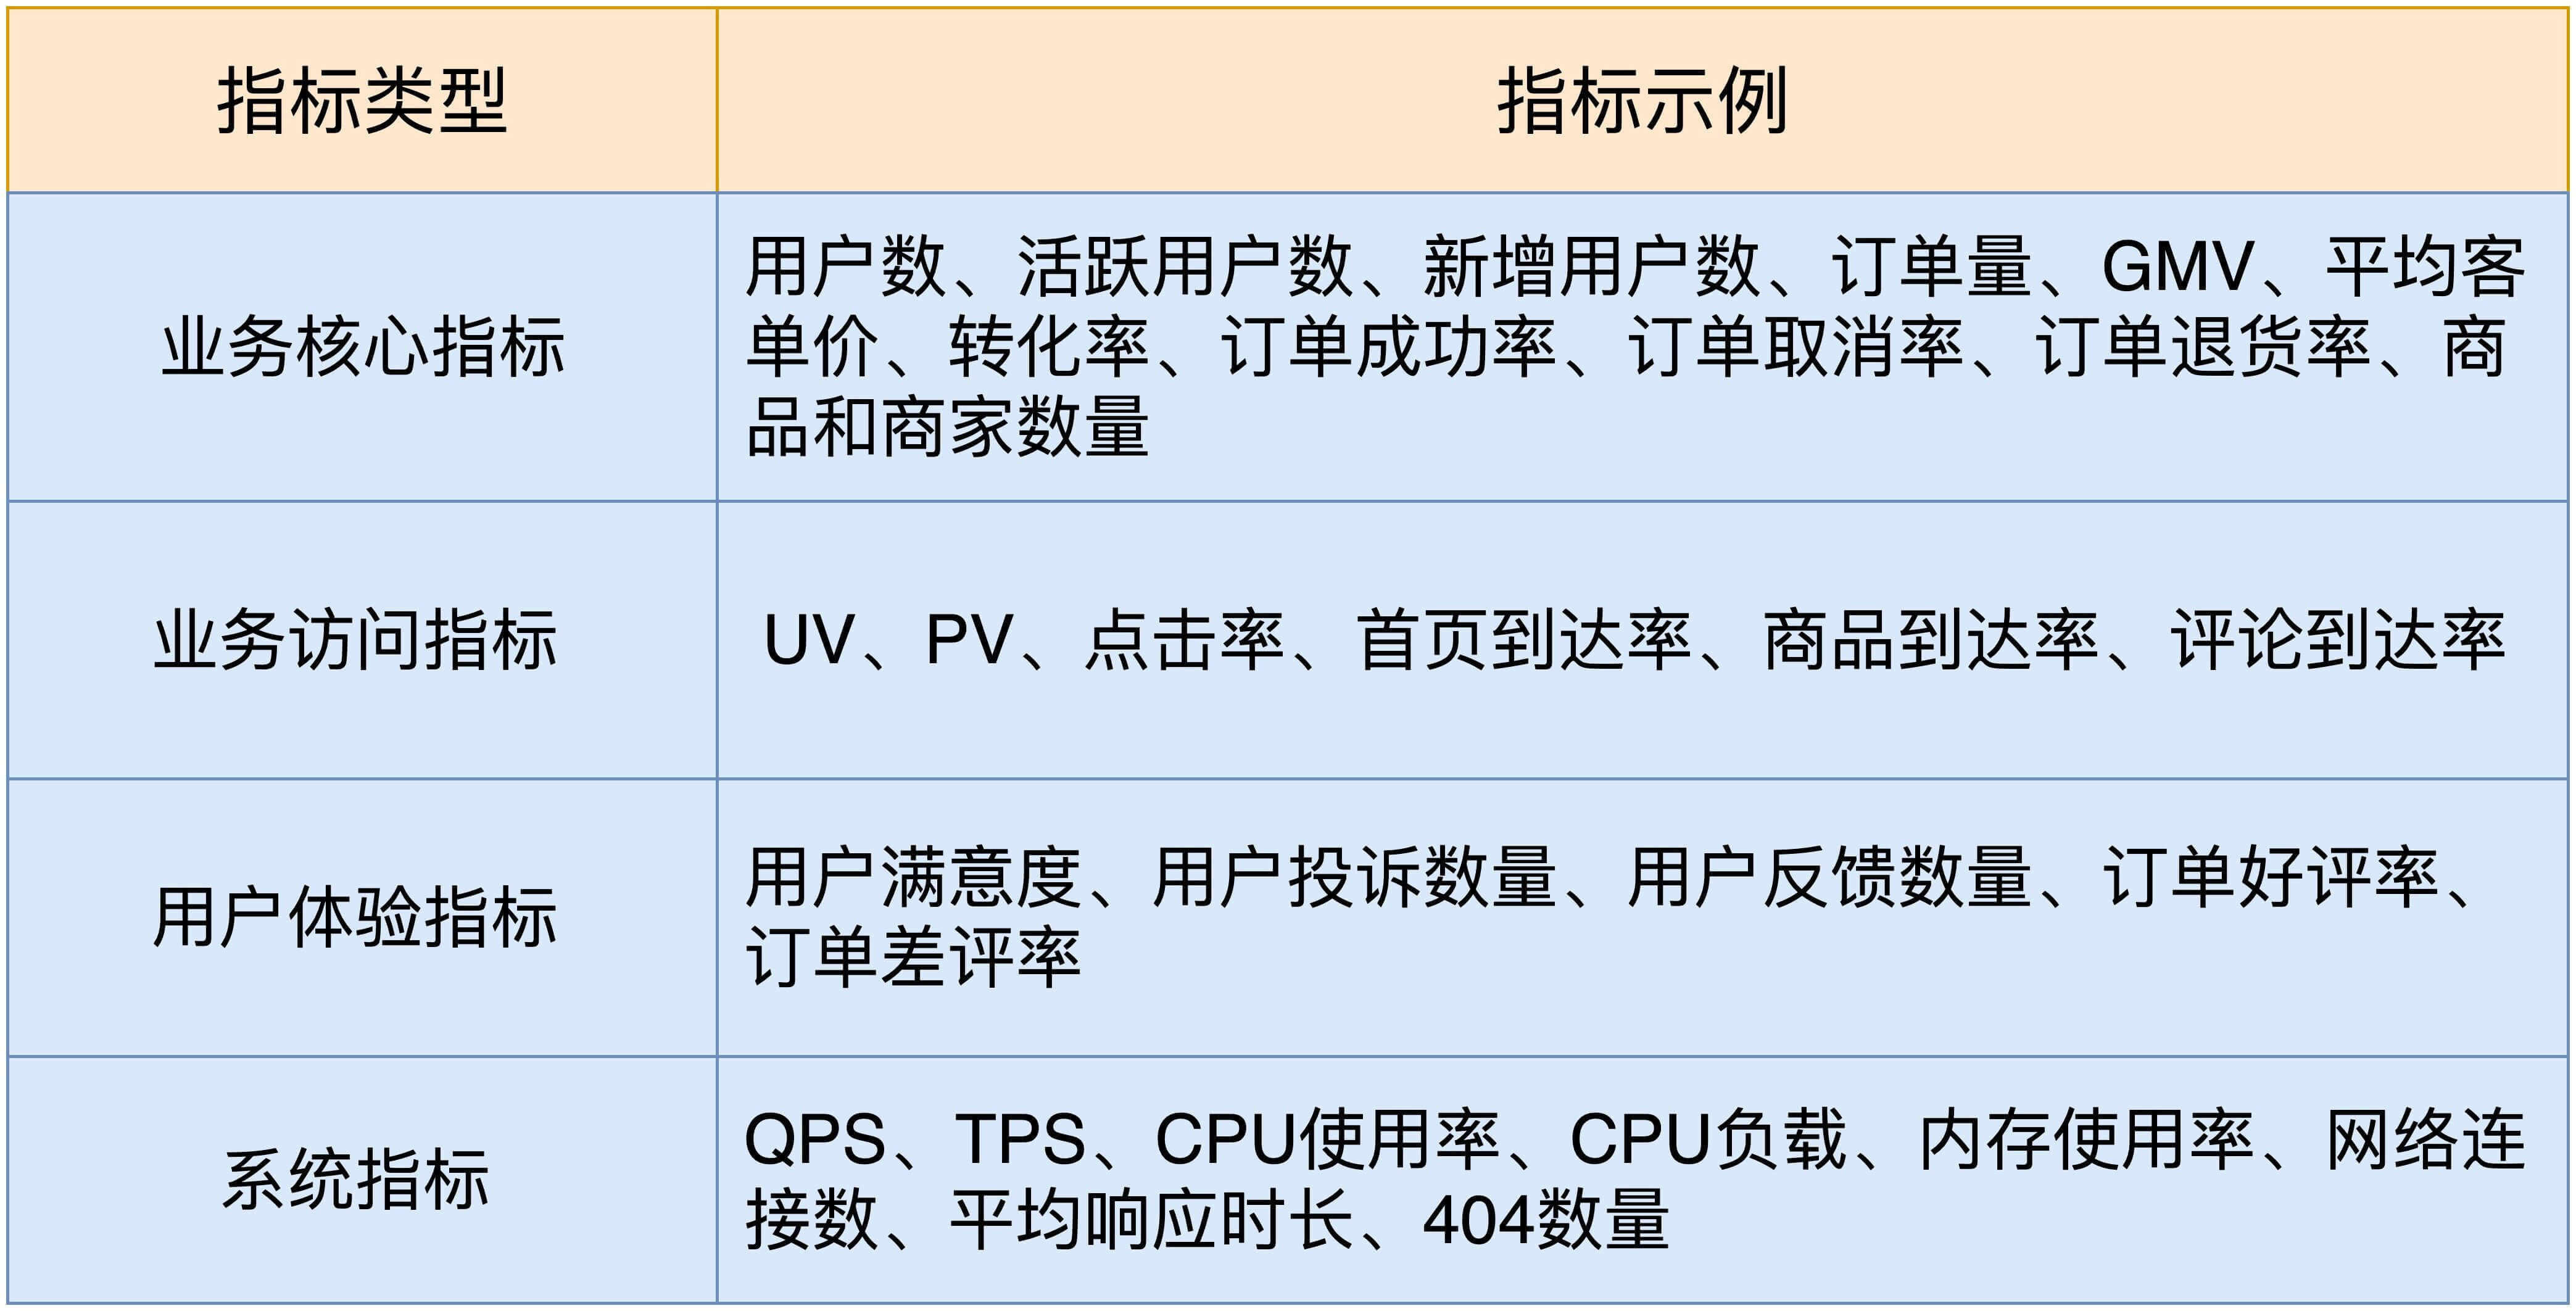 指标类型
指标示例
业务核心指标
用户数、活跃用户数、新增用户数、订单量、GMV、平均客
单价、转化率、订单成功率、订单取消率、订单退货率、商
品和商家数量
业务访问指标
UV、PV、点击率、首页到达率、商品到达率、评论到达率
用户体验指标
用户满意度、用户投诉数量、用户反馈数量、订单好评率、
订单差评率
系统指标
QPS、TPS、CPU使用率、CPU负载、内存使用率、网络连
接数、平均响应时长、404数量